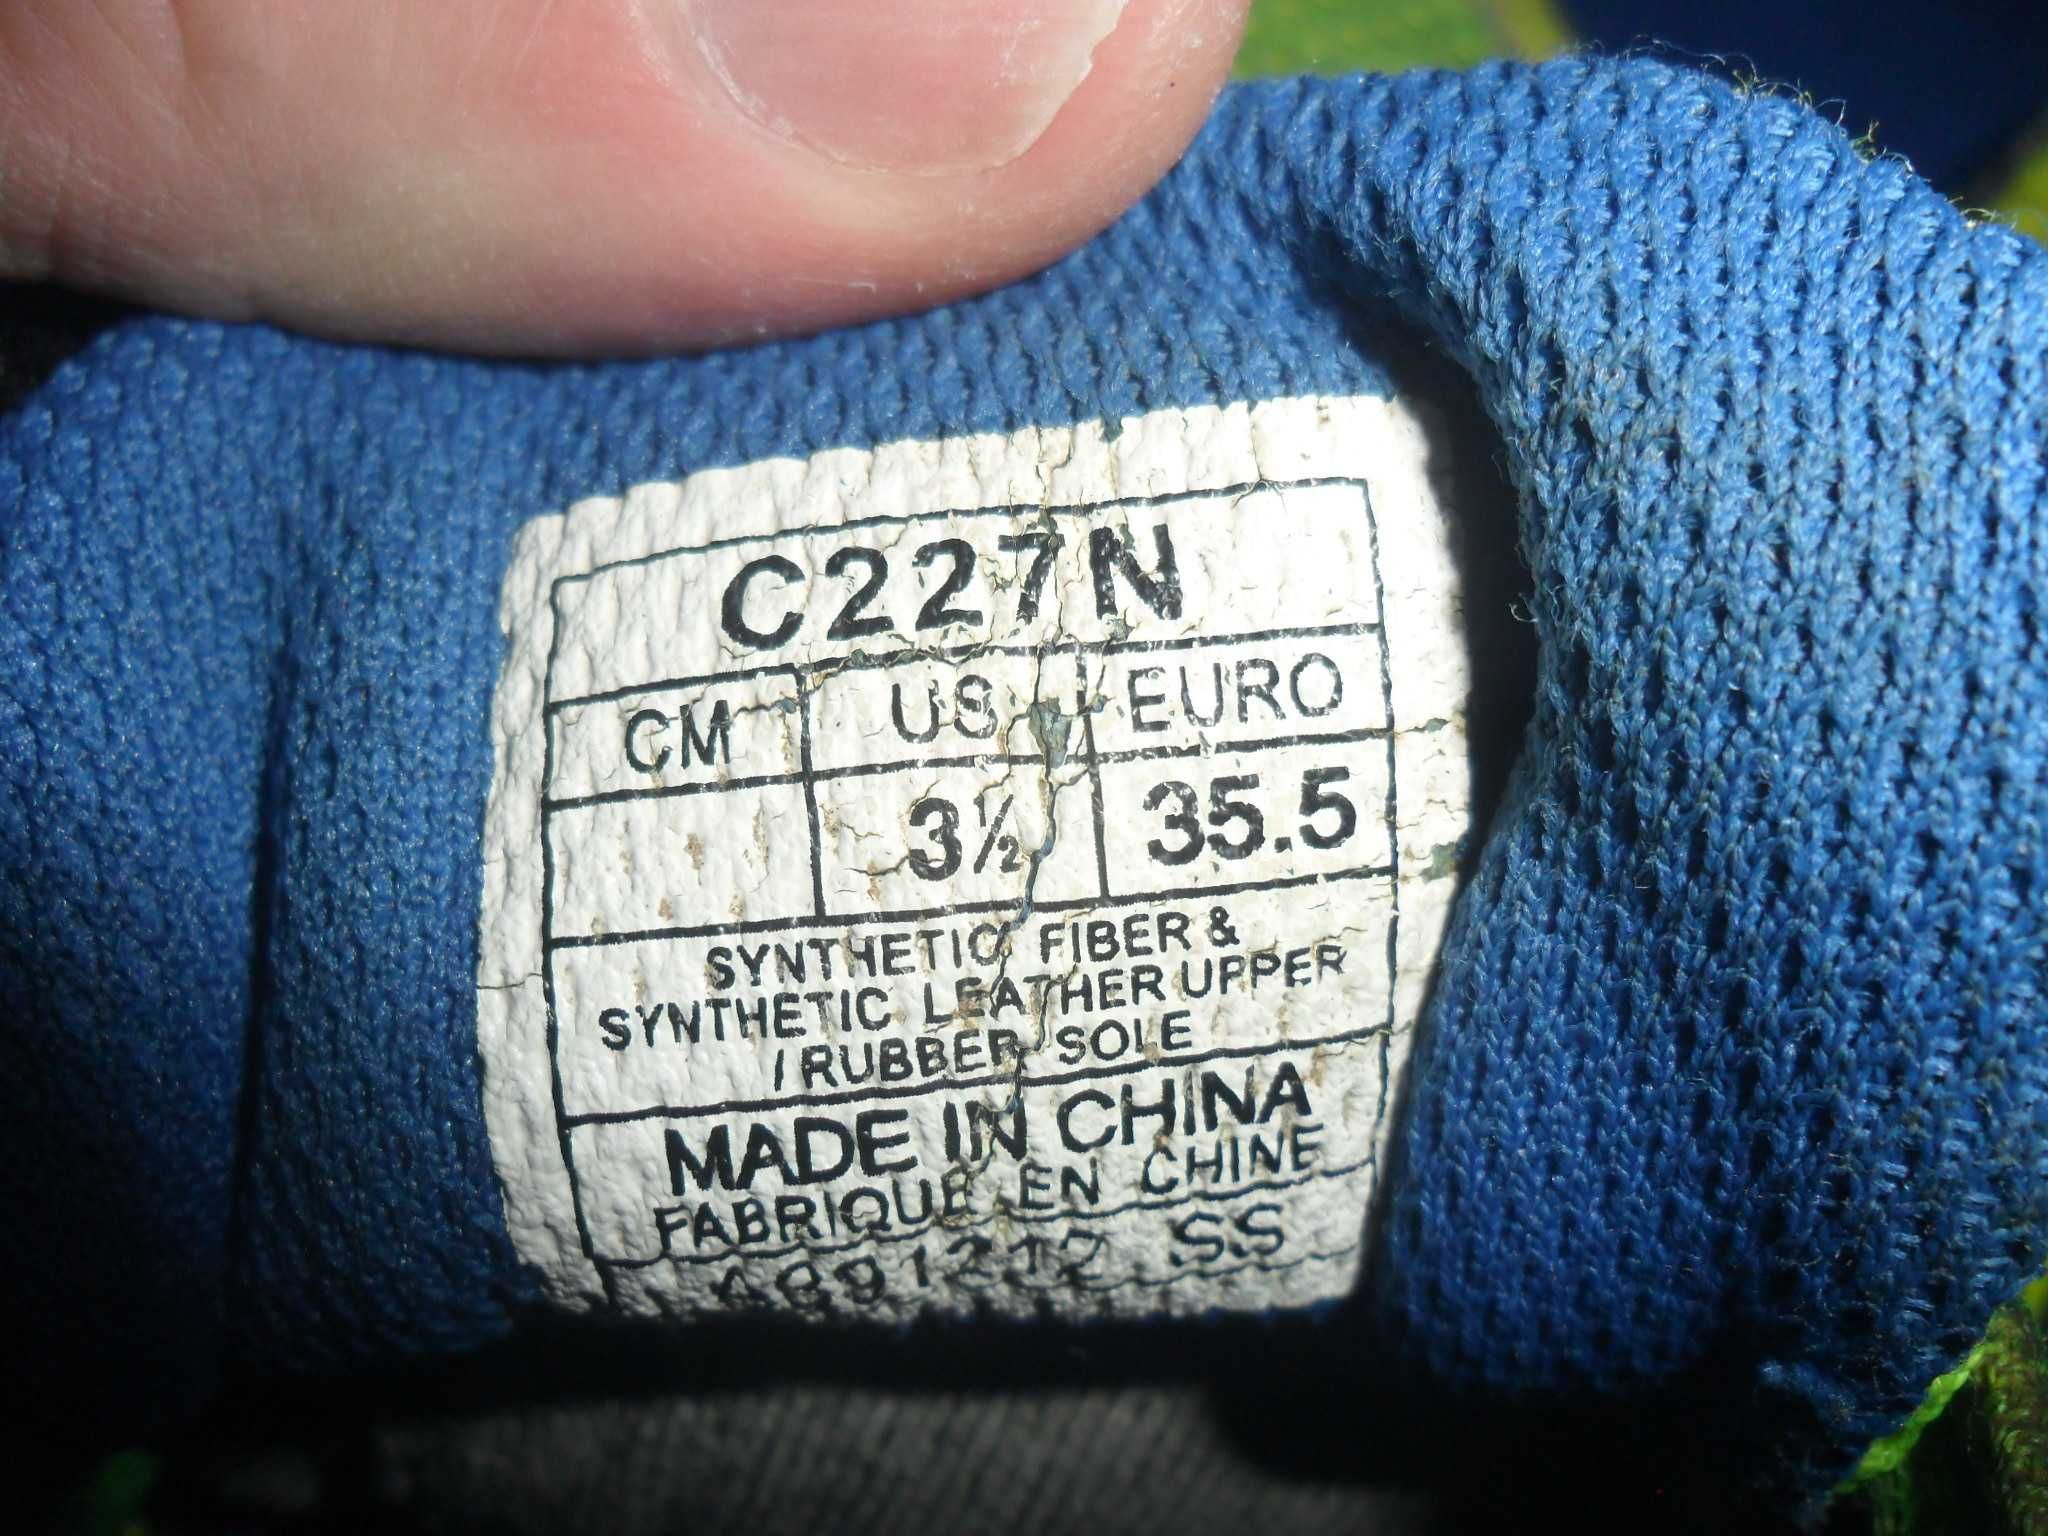 C227N
CM US EURO
3½ 35.5
SYNTHETIC FIBER &
SYNTHETIC LEATHER UPPER
/ RUBBER SOLE
MADE IN CHINA
FABRIQUE EN CHINE
SS